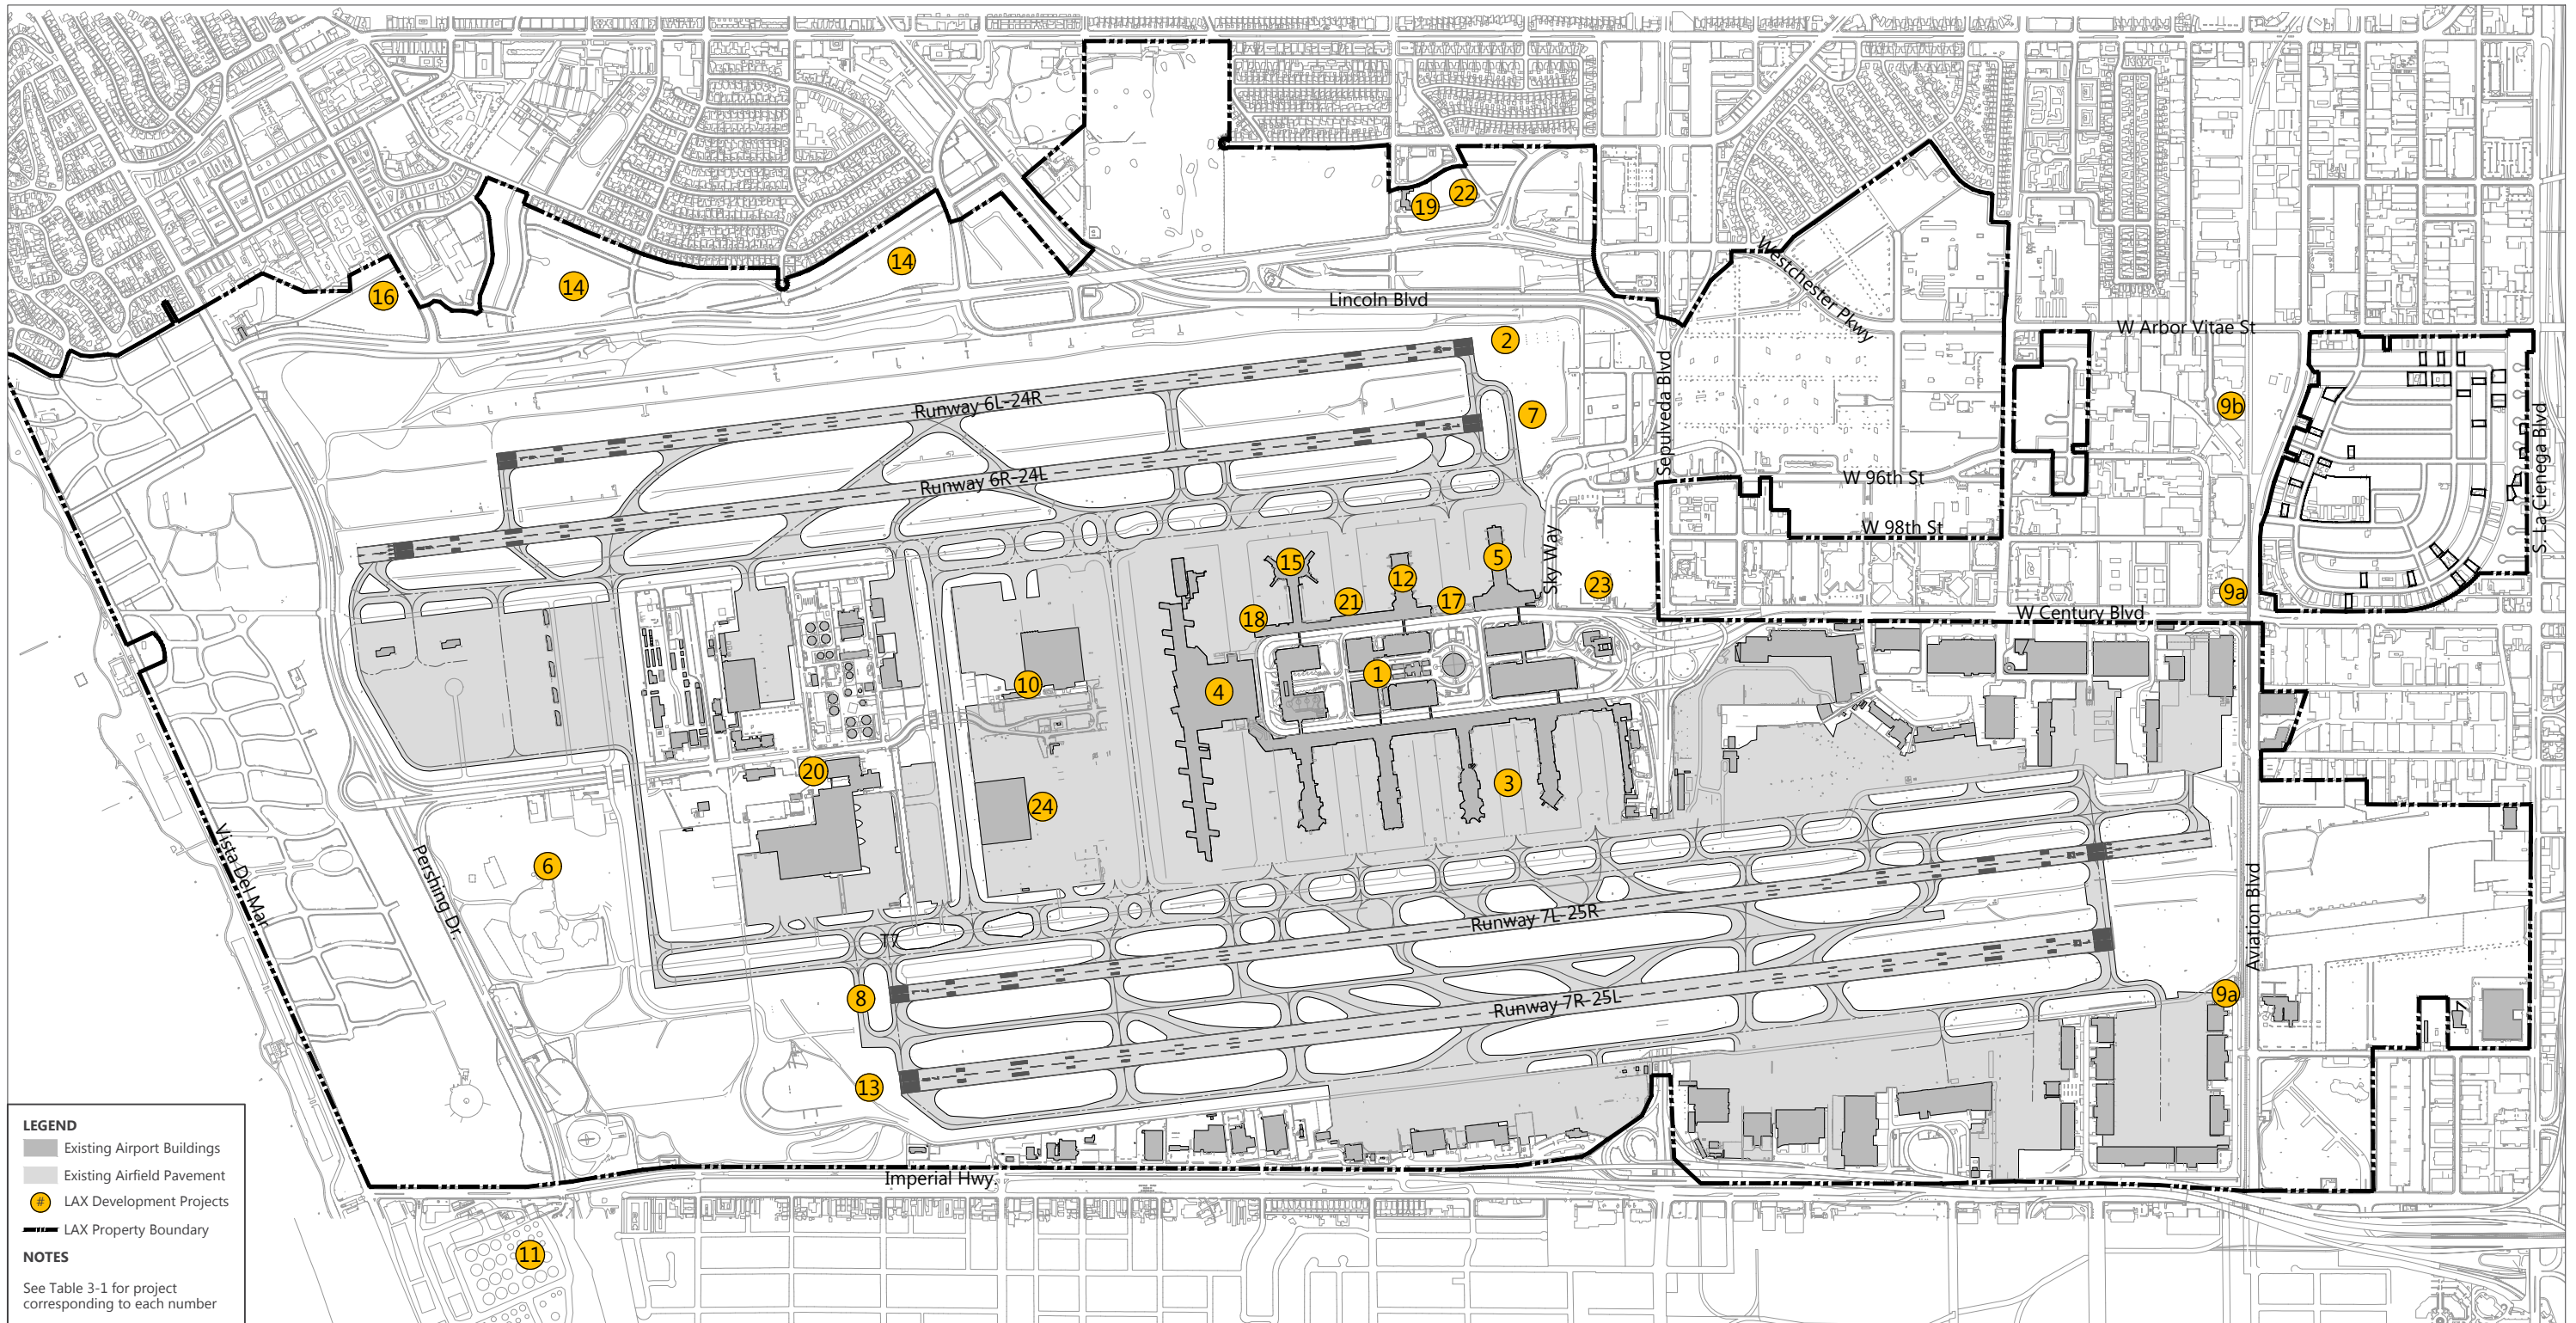 19
22
14
14
16
Westchester Pkwy
Lincoln Blvd
W Arbor Vitae St
2
Sepulveda Blvd
Runway 6L-24R
7
9b
S. La Cienega Blvd
Runway 6R-24L
W 96th St
W 98th St
Sky Way
15
12
5
23
9a
18
21
17
W Century Blvd
10
4
1
20
24
3
6
Vista Del Mar
Pershing Dr.
Aviation Blvd
T7
Runway 7L-25R
8
Runway 7R-25L
9a
13
Imperial Hwy.
11
LEGEND
Existing Airport Buildings
Existing Airfield Pavement
# LAX Development Projects
LAX Property Boundary
NOTES
See Table 3-1 for project
corresponding to each number